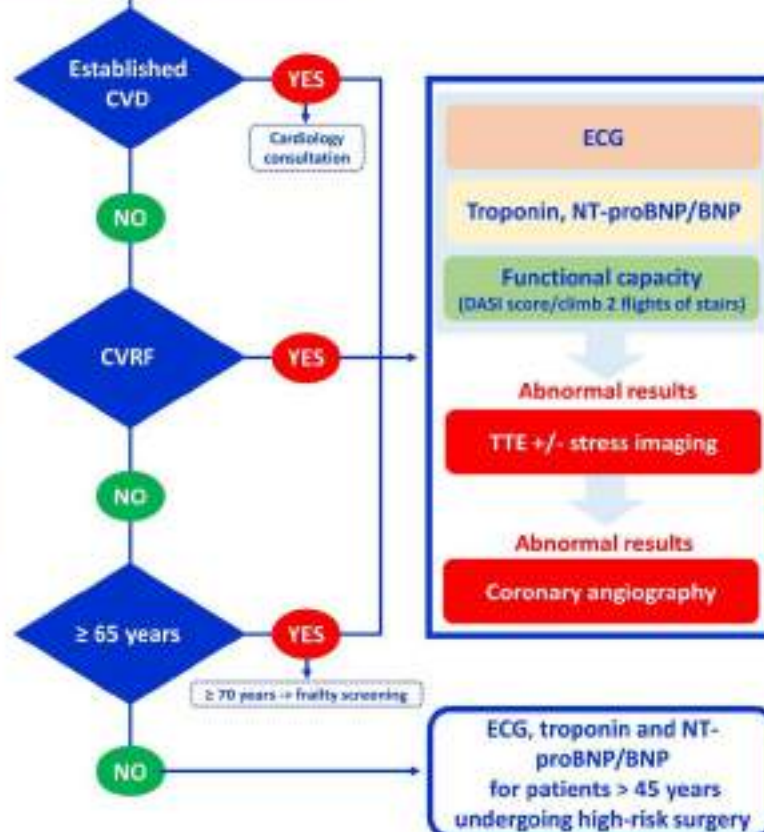 Established
CVD
YES
Cardiology
consultation
NO
CVRF
YES
NO
≥ 65 years
YES
≥ 70 years -> frailty screening
NO
ECG
Troponin, NT-proBNP/BNP
Functional capacity
(DASI score/climb 2 flights of stairs)
Abnormal results
TTE +/- stress imaging
Abnormal results
Coronary angiography
ECG, troponin and NT-
proBNP/BNP
for patients > 45 years
undergoing high-risk surgery